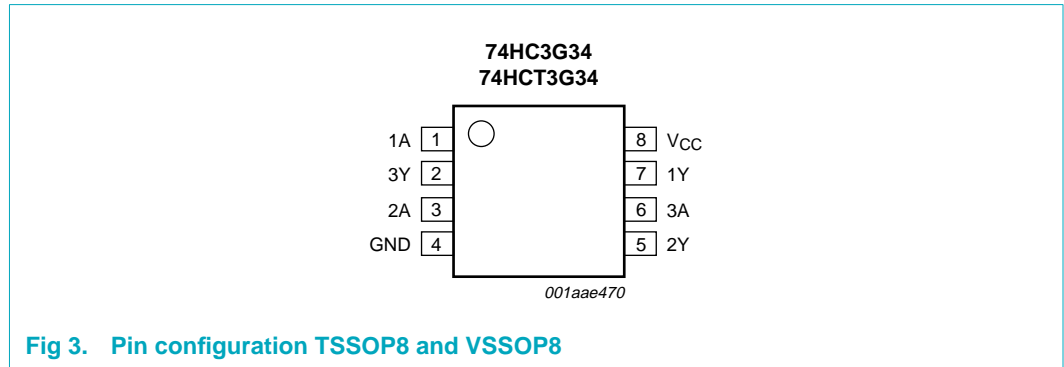 74HC3G34
74HCT3G34
1A 1 8 VCC
3Y 2 7 1Y
2A 3 6 3A
GND 4 5 2Y
001aae470
Fig 3. Pin configuration TSSOP8 and VSSOP8